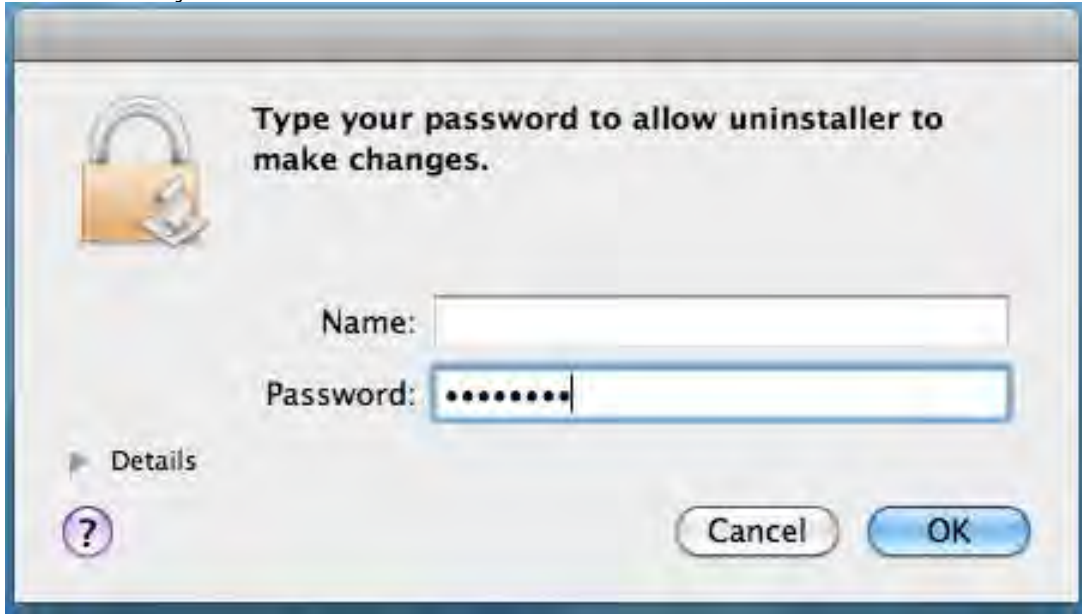 Type your password to allow uninstaller to
make changes.
Name:
Password: ••••••••
Details
?
Cancel OK